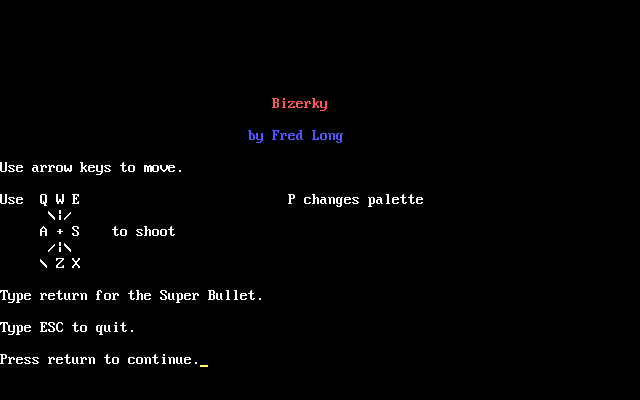 Bizerky
by Fred Long
Use arrow keys to move.
Use  Q W E                          P changes palette
      \|/
     A + S    to shoot
      /|\
     \ Z X
Type return for the Super Bullet.
Type ESC to quit.
Press return to continue._